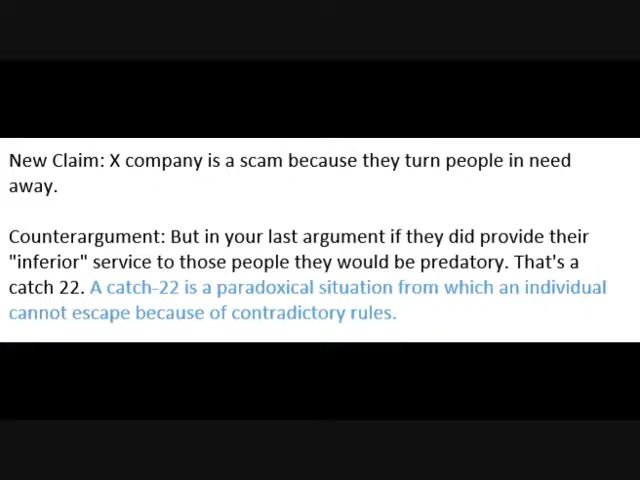 New Claim: X company is a scam because they turn people in need
away.
Counterargument: But in your last argument if they did provide their
"inferior" service to those people they would be predatory. That's a
catch 22. A catch-22 is a paradoxical situation from which an individual
cannot escape because of contradictory rules.